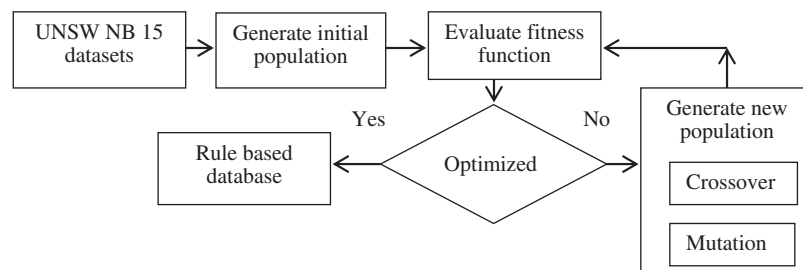 UNSW NB 15
datasets
Generate initial
population
Evaluate fitness
function
Yes
No
Generate new
population
Rule based
database
Optimized
Crossover
Mutation